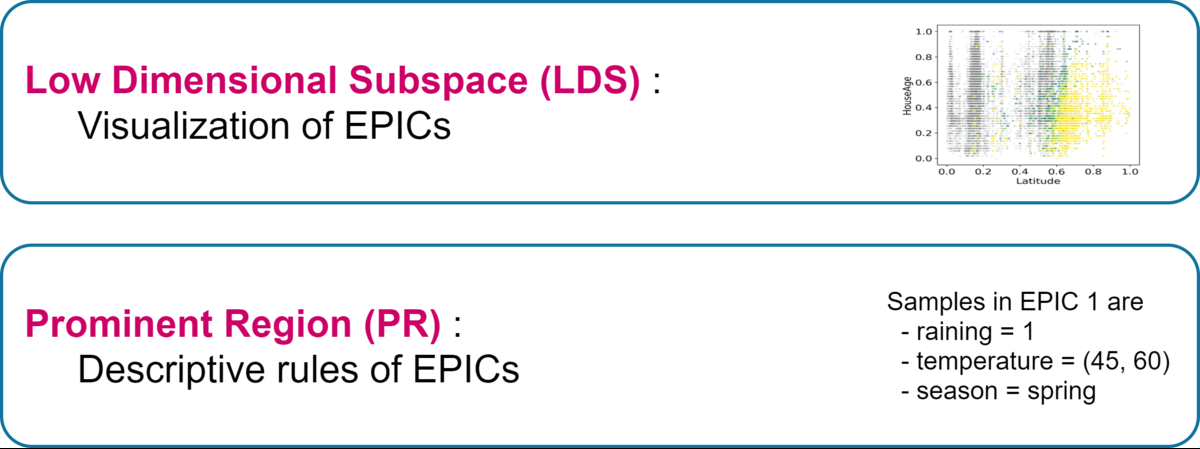 Low Dimensional Subspace (LDS) :
Visualization of EPICs
1.0
0.8
0.6
0.4
0.2
0.0
HouseAge
0.0 0.2 0.4 0.6 0.8 1.0
Latitude
Prominent Region (PR) :
Descriptive rules of EPICs
Samples in EPIC 1 are
- raining = 1
- temperature = (45, 60)
- season = spring